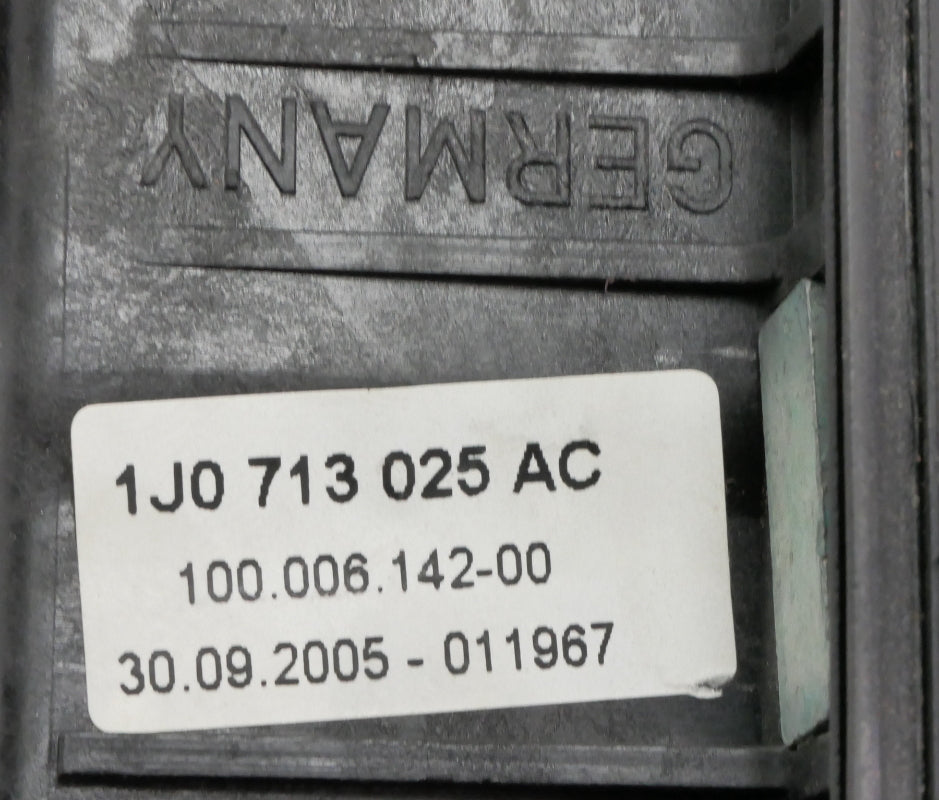 GERMANY
1J0 713 025 AC
100.006.142-00
30.09.2005 - 011967